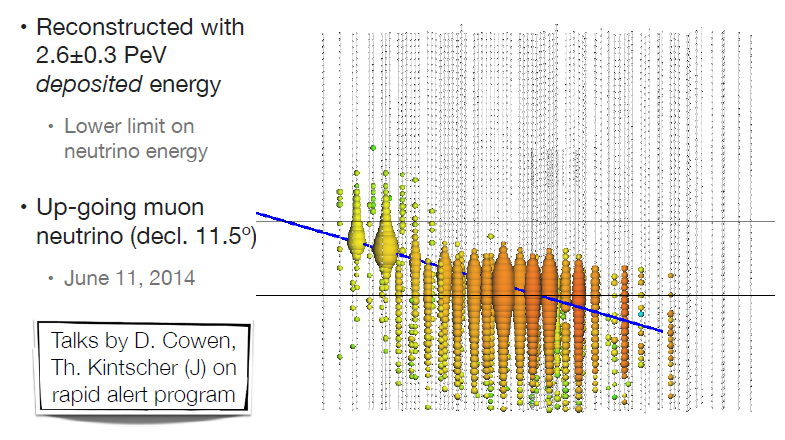 • Reconstructed with
2.6±0.3 PeV
deposited energy
• Lower limit on
neutrino energy
• Up-going muon
neutrino (decl. 11.5º)
• June 11, 2014
Talks by D. Cowen,
Th. Kintscher (J) on
rapid alert program